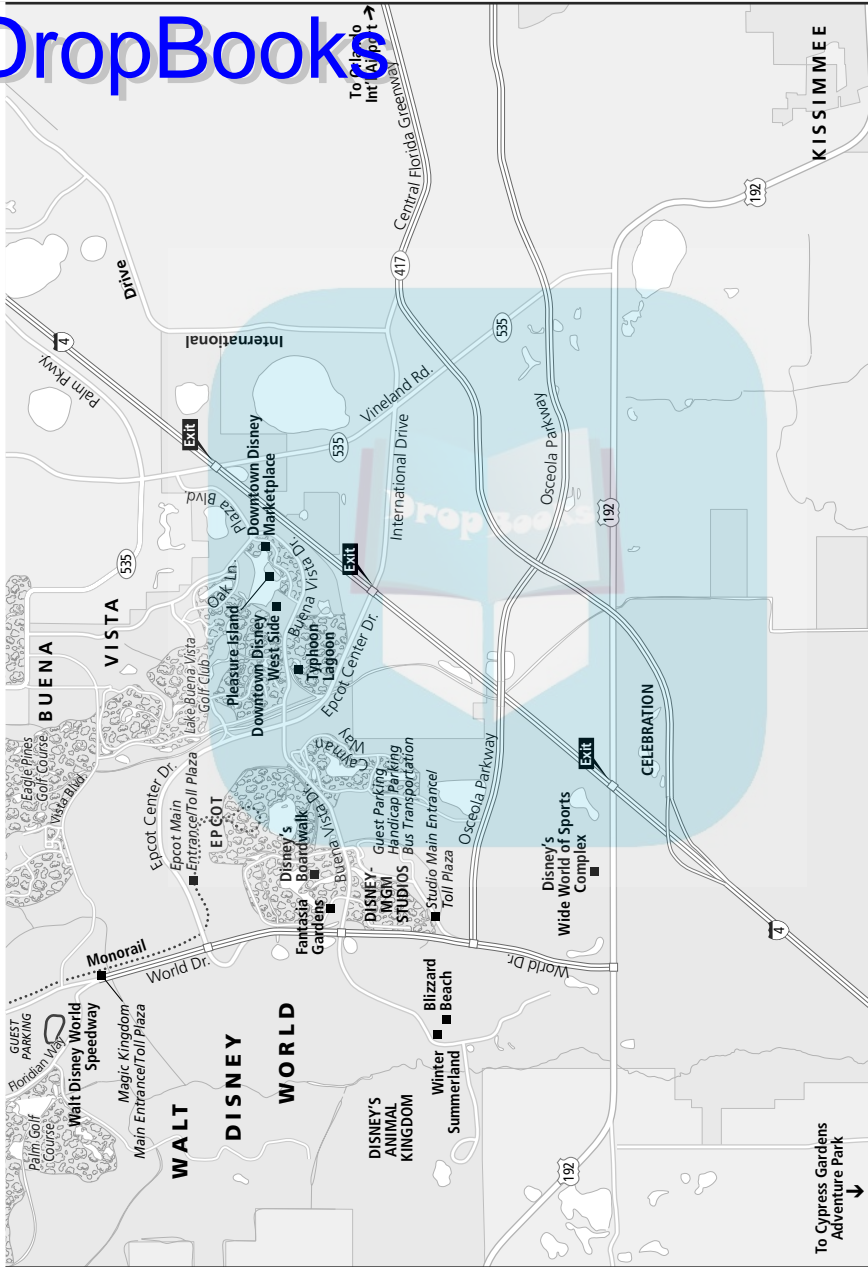 DropBooks
To Orlando
Int'l Airport →
Central Florida Greenway
417
KISSIMMEE
192
Drive
International
4
Palm Pkwy.
Exit
535
Vineland Rd.
535
International Drive
Osceola Parkway
192
DropBooks
Plaza Blvd.
Downtown Disney
Marketplace
535
BUENA
VISTA
Oak Ln.
Pleasure Island
Downtown Disney
West Side
Buena Vista Dr.
Typhoon
Lagoon
Exit
Epcot Center Dr.
Lake Buena Vista
Golf Club
Eagle Pines
Golf Course
Vista Blvd.
Epcot Center Dr.
Epcot Main
Entrance/Toll Plaza
EPCOT
Disney's
Boardwalk
Buena Vista Dr.
Cayman
Way
Guest Parking
Handicap Parking
Bus Transportation
Fantasia
Gardens
DISNEY-
MGM
STUDIOS
Studio Main Entrance/
Toll Plaza
Osceola Parkway
Exit
CELEBRATION
Disney's
Wide World of Sports
Complex
4
Monorail
World Dr.
World Dr.
GUEST
PARKING
Floridian Way
Walt Disney World
Speedway
Magic Kingdom
Main Entrance/Toll Plaza
Palm Golf
Course
WALT
DISNEY
WORLD
Blizzard
Beach
Winter
Summerland
DISNEY'S
ANIMAL
KINGDOM
192
To Cypress Gardens
Adventure Park
←